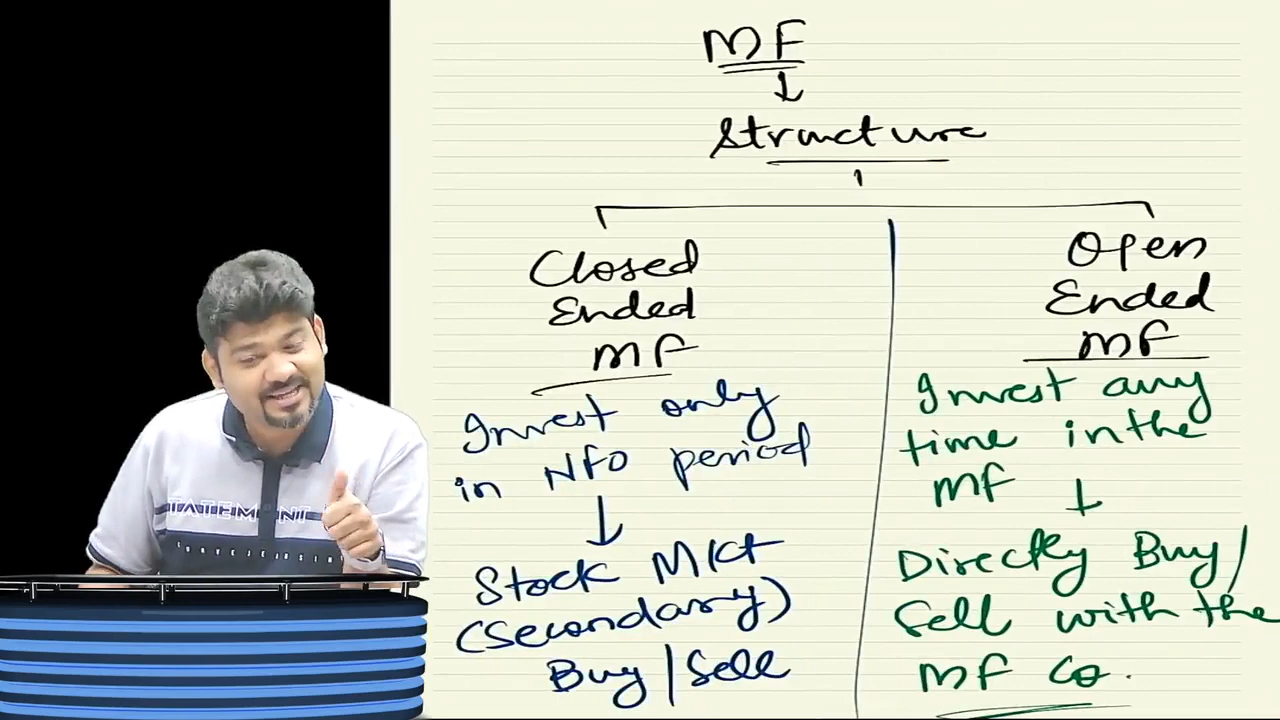 MF
Structure
Closed
Ended
MF
Invest only
in NFO period
Stock Mkt
(Secondary)
Buy/Sell
Open
Ended
MF
Invest any
time in the
MF
Directly Buy/
Sell with the
MF Co.
TATEMENT